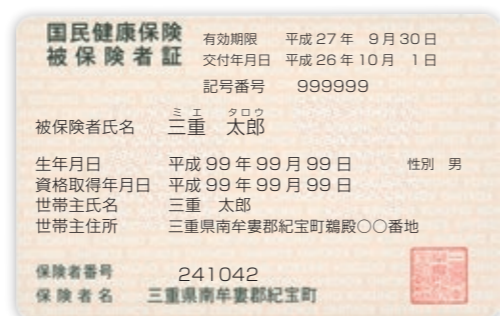 国民健康保険
被保険者証
有効期限 平成27年 9月30日
交付年月日 平成26年10月 1日
記号番号 999999
ミエ タロウ
被保険者氏名 三重 太郎
生年月日 平成99年99月99日 性別 男
資格取得年月日 平成99年99月99日
世帯主氏名 三重 太郎
世帯主住所 三重県南牟婁郡紀宝町鵜殿○○番地
保険者番号 241042
保険者名 三重県南牟婁郡紀宝町